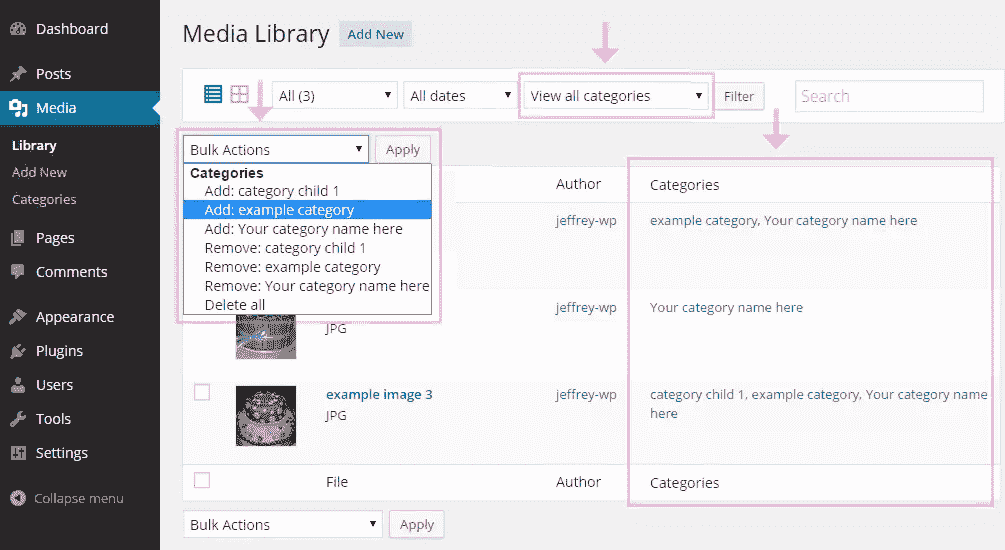 Dashboard
Posts
Media
Library
Add New
Categories
Pages
Comments
Appearance
Plugins
Users
Tools
Settings
Collapse menu
Media Library Add New
All (3) All dates View all categories Filter Search
Bulk Actions Apply
Categories
Add: category child 1
Add: example category
Add: Your category name here
Remove: category child 1
Remove: example category
Remove: Your category name here
Delete all
Author Categories
jeffrey-wp example category, Your category name here
jeffrey-wp Your category name here
JPG
example image 3 jeffrey-wp category child 1, example category, Your category name
here
JPG
File Author Categories
Bulk Actions Apply